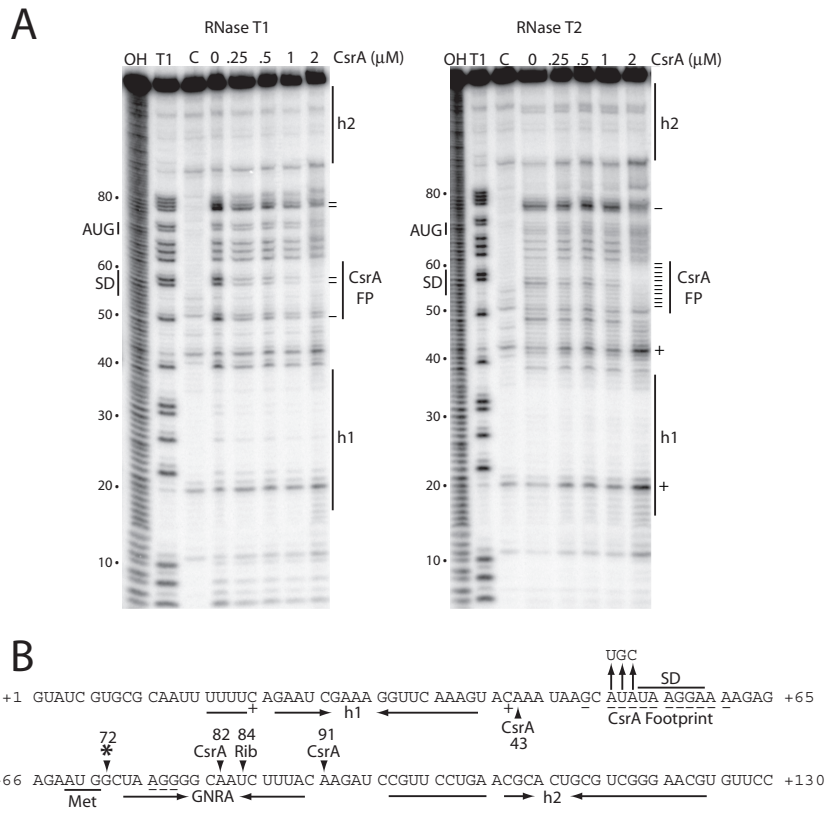 A
RNase T1
RNase T2
OH T1 C 0 .25 .5 1 2 CsrA (μM)
OH T1 C 0 .25 .5 1 2 CsrA (μM)
h2
80
=
AUG
60
SD
CsrA
FP
50
40
30
h1
20
10
h2
80
–
AUG
60
SD
CsrA
FP
50
40
+
30
h1
20
+
10
B
UGC
SD
+1 GUAUC GUGCG CAAUU UUUUC AGAAU CGAAA GGUUC AAAGU ACAAA UAAGC AUAUA AGGAA AAGAG +65
+ h1 + CsrA 43 CsrA Footprint
72 * 82 CsrA 84 Rib 91 CsrA
66 AGAAU GGCUA AGGGG CAAUC UUUAC AAGAU CCGUU CCUGA ACGCA CUGCG UCGGG AACGU GUUCC +130
Met GNRA h2